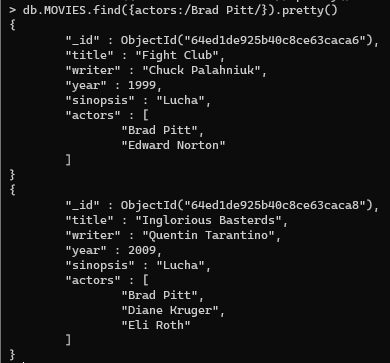 > db.MOVIES.find({actors:/Brad Pitt/}).pretty()
{
        "_id" : ObjectId("64ed1de925b40c8ce63caca6"),
        "title" : "Fight Club",
        "writer" : "Chuck Palahniuk",
        "year" : 1999,
        "sinopsis" : "Lucha",
        "actors" : [
                "Brad Pitt",
                "Edward Norton"
        ]
}
{
        "_id" : ObjectId("64ed1de925b40c8ce63caca8"),
        "title" : "Inglorious Basterds",
        "writer" : "Quentin Tarantino",
        "year" : 2009,
        "sinopsis" : "Lucha",
        "actors" : [
                "Brad Pitt",
                "Diane Kruger",
                "Eli Roth"
        ]
}